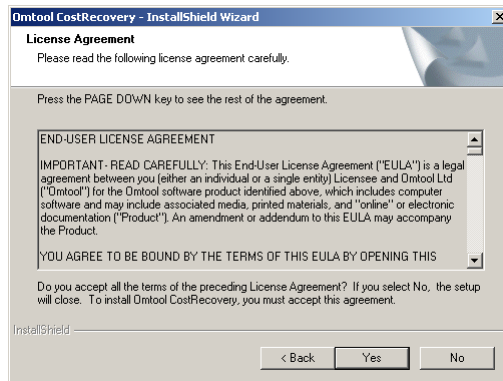 Omtool CostRecovery - InstallShield Wizard
License Agreement
Please read the following license agreement carefully.
Press the PAGE DOWN key to see the rest of the agreement.
END-USER LICENSE AGREEMENT
IMPORTANT- READ CAREFULLY: This End-User License Agreement ("EULA") is a legal
agreement between you (either an individual or a single entity) Licensee and Omtool Ltd
("Omtool") for the Omtool software product identified above, which includes computer
software and may include associated media, printed materials, and "online" or electronic
documentation ("Product"). An amendment or addendum to this EULA may accompany
the Product.
YOU AGREE TO BE BOUND BY THE TERMS OF THIS EULA BY OPENING THIS
Do you accept all the terms of the preceding License Agreement? If you select No, the setup
will close. To install Omtool CostRecovery, you must accept this agreement.
InstallShield
< Back Yes No